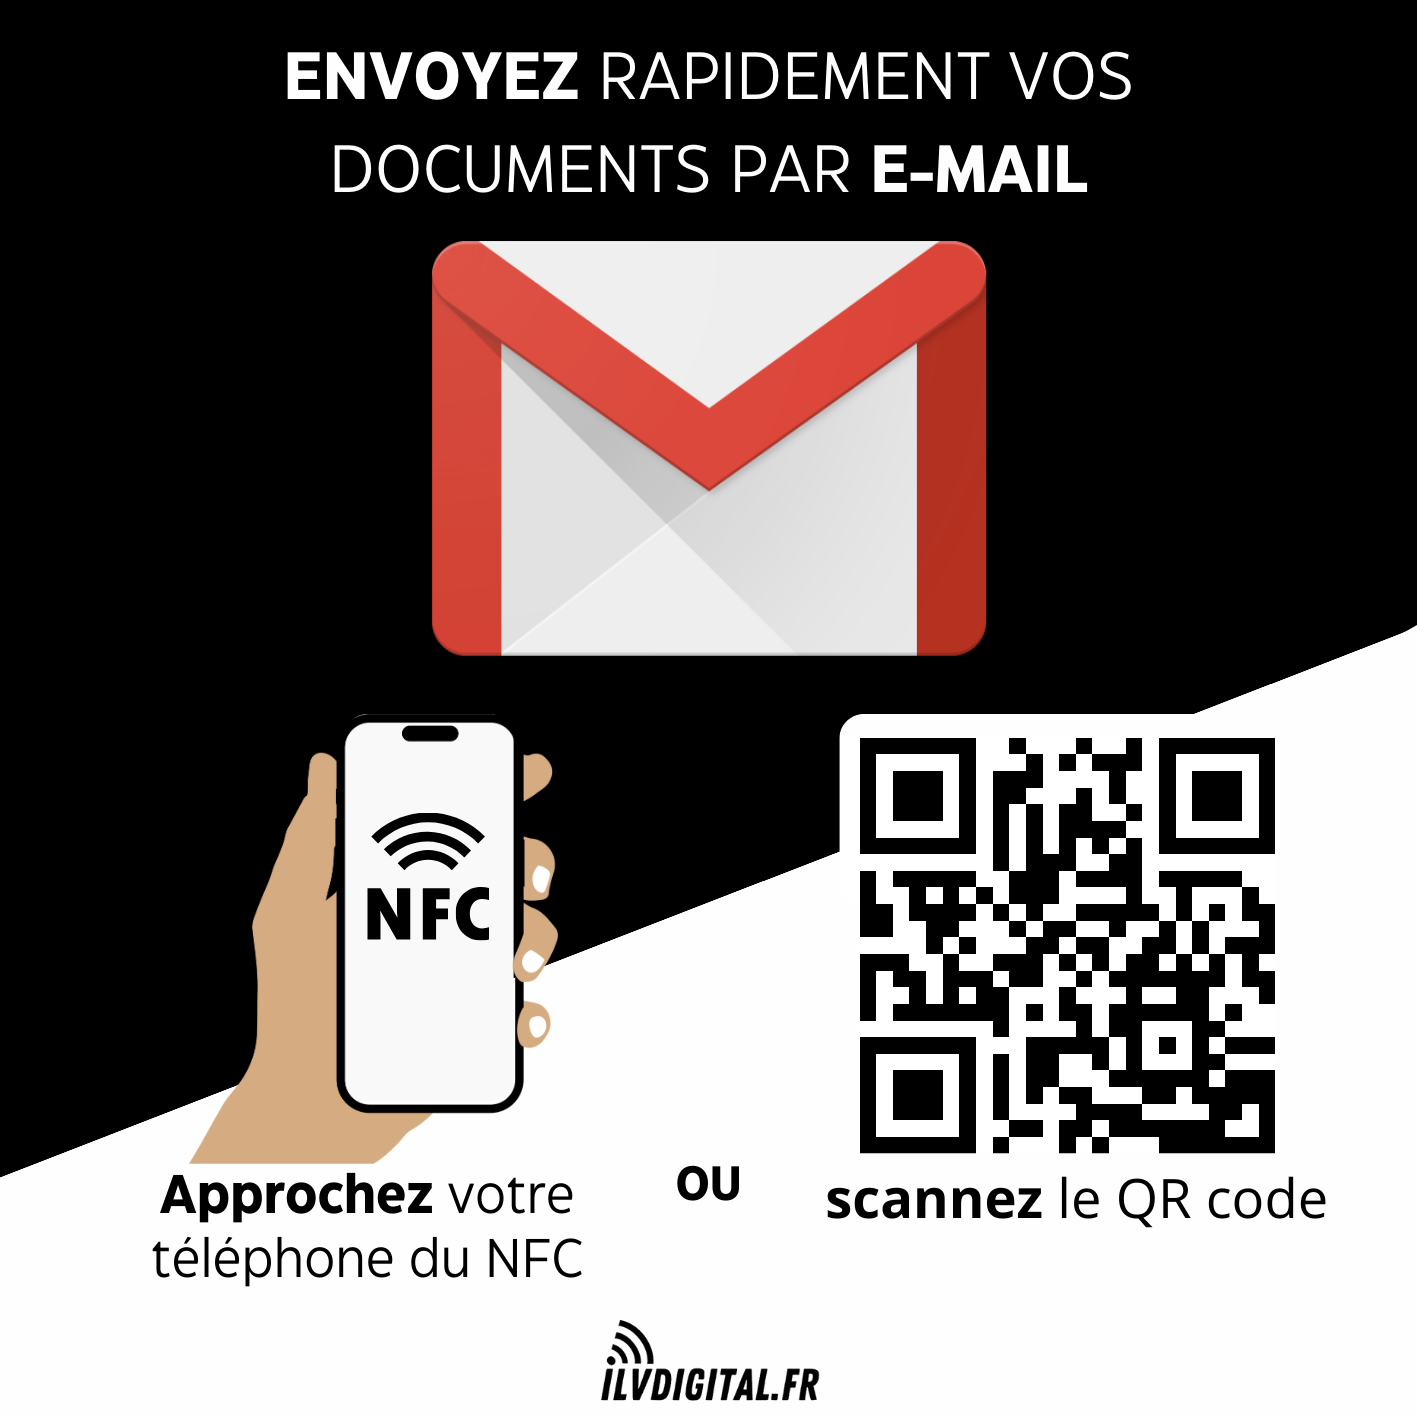 ENVOYEZ RAPIDEMENT VOS
DOCUMENTS PAR E-MAIL
NFC
Approchez votre
téléphone du NFC
OU
scannez le QR code
ILVDIGITAL.FR